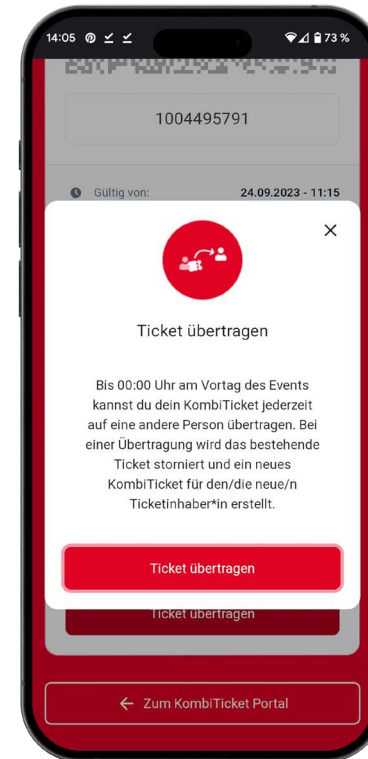 14:05 73 %
1004495791
Gültig von: 24.09.2023 - 11:15
Ticket übertragen
Bis 00:00 Uhr am Vortag des Events
kannst du dein KombiTicket jederzeit
auf eine andere Person übertragen. Bei
einer Übertragung wird das bestehende
Ticket storniert und ein neues
KombiTicket für den/die neue/n
Ticketinhaber*in erstellt.
Ticket übertragen
Ticket übertragen
← Zum KombiTicket Portal